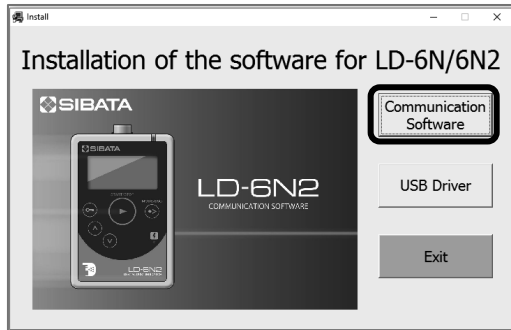 Install
Installation of the software for LD-6N/6N2
SIBATA
SIBATA
LD-6N2
COMMUNICATION SOFTWARE
LD-6N2
Communication
Software
USB Driver
Exit